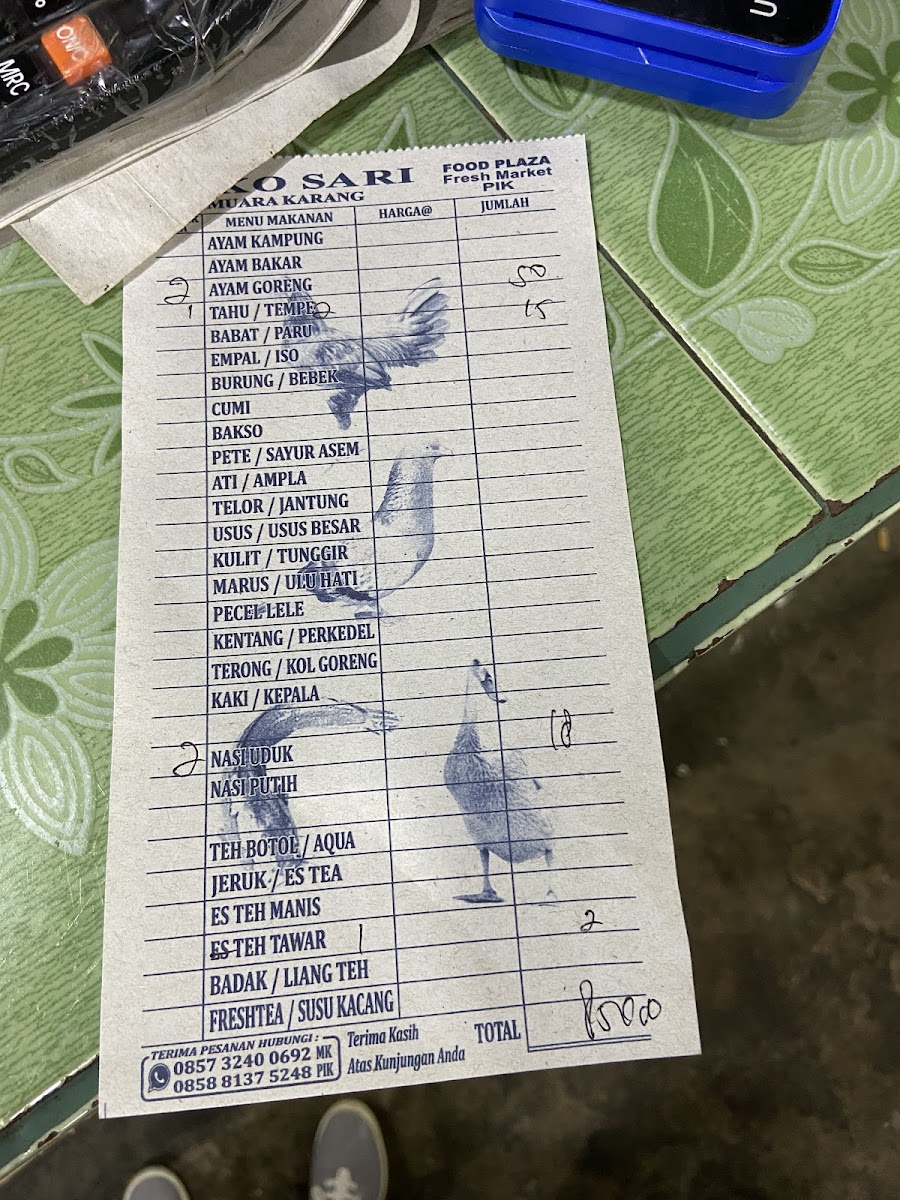 ON/C
MRC
U
KO SARI
MUARA KARANG
FOOD PLAZA
Fresh Market
PIK
MENU MAKANAN HARGA@ JUMLAH
AYAM KAMPUNG
AYAM BAKAR
2 AYAM GORENG 50
1 TAHU / TEMPE 2 15
BABAT / PARU
EMPAL / ISO
BURUNG / BEBEK
CUMI
BAKSO
PETE / SAYUR ASEM
ATI / AMPLA
TELOR / JANTUNG
USUS / USUS BESAR
KULIT / TUNGGIR
MARUS / ULU HATI
PECEL LELE
KENTANG / PERKEDEL
TERONG / KOL GORENG
KAKI / KEPALA
2 NASI UDUK 18
NASI PUTIH
TEH BOTOL / AQUA
JERUK / ES TEA
ES TEH MANIS
ES TEH TAWAR 1 2
BADAK / LIANG TEH
FRESHTEA / SUSU KACANG
TERIMA PESANAN HUBUNGI :
0857 3240 0692 MK
0858 8137 5248 PIK
Terima Kasih
Atas Kunjungan Anda
TOTAL 85000